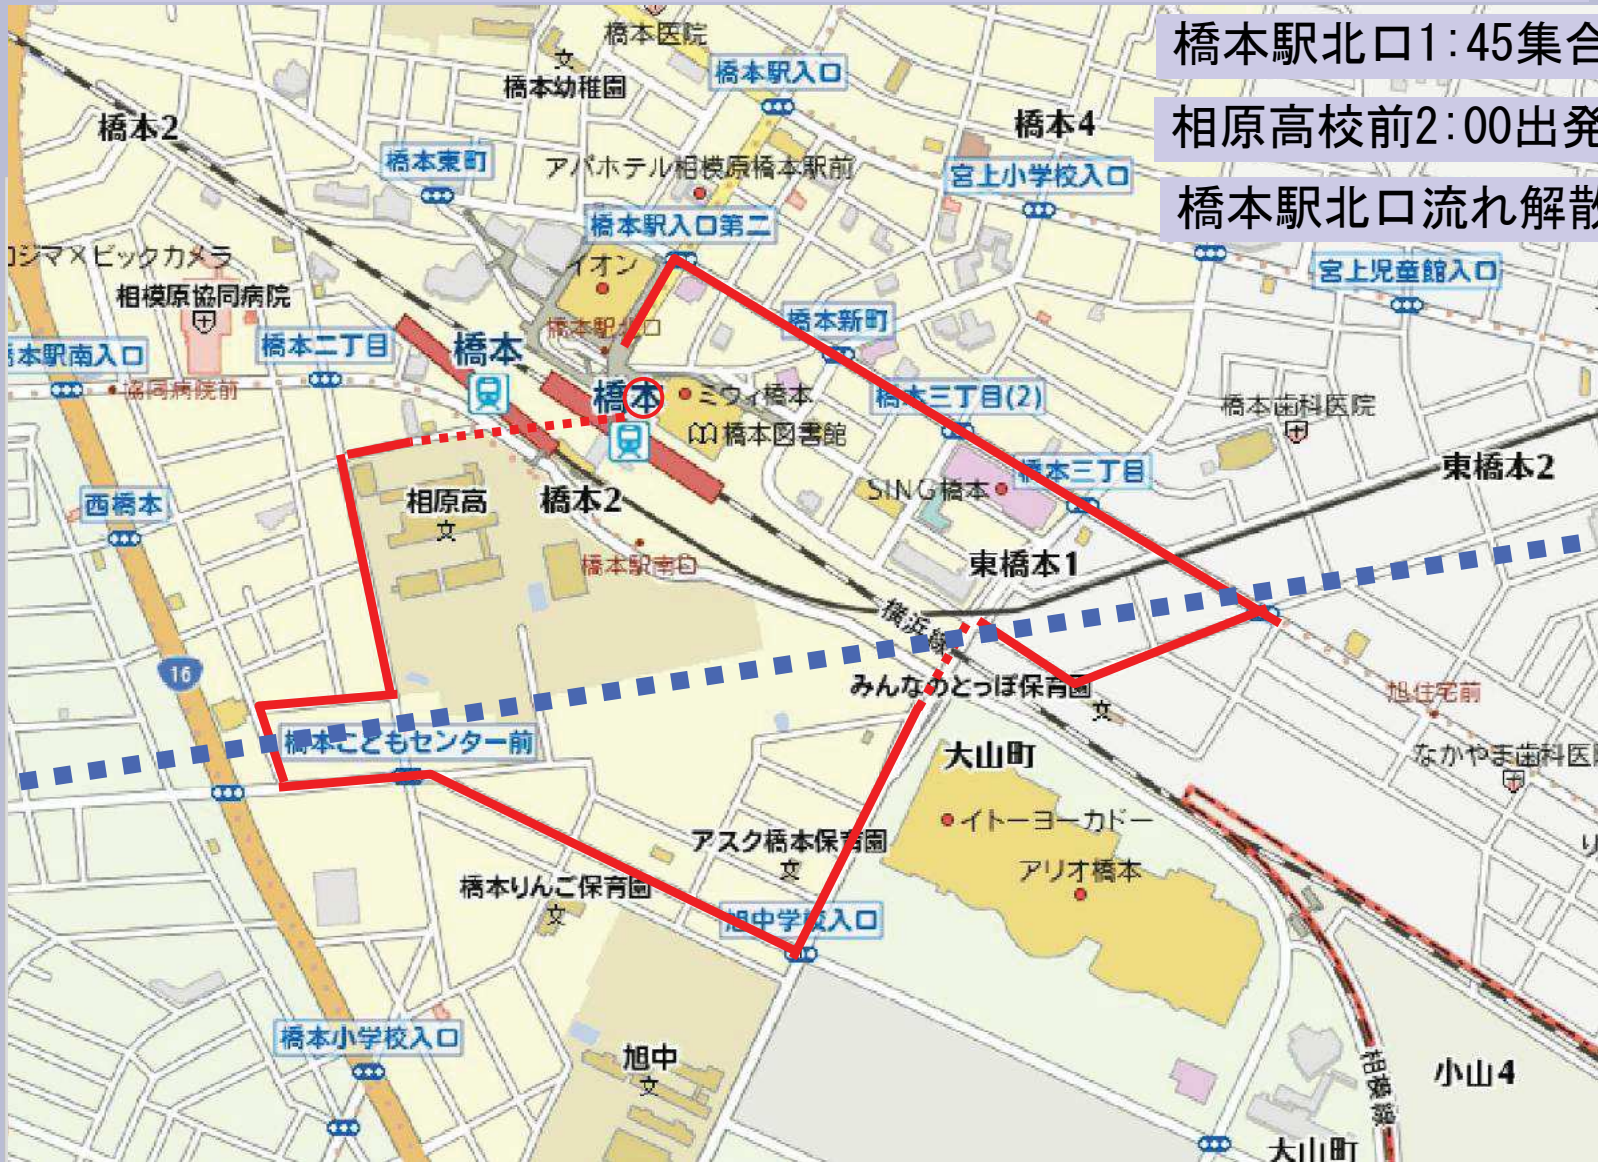 橋本駅北口1:45集合
相原高校前2:00出発
橋本駅北口流れ解散
橋本医院
橋本幼稚園
文
橋本駅入口
橋本2
橋本4
橋本東町
アパホテル相模原橋本駅前
宮上小学校入口
橋本駅入口第二
コジマ×ビックカメラ
イオン
宮上児童館入口
相模原協同病院
橋本駅北口
橋本新町
橋本駅南入口
橋本二丁目
橋本
協同病院前
橋本
ミウィ橋本
橋本三丁目(2)
橋本歯科医院
橋本図書館
西橋本
相原高
文
橋本2
SING橋本
橋本三丁目
東橋本2
橋本駅南口
東橋本1
横浜線
16
みんなのとっぽ保育園
文
旭住宅前
橋本こどもセンター前
大山町
なかやま歯科医
イトーヨーカドー
アスク橋本保育園
文
アリオ橋本
橋本りんご保育園
文
旭中学校入口
橋本小学校入口
旭中
文
相模線
小山4
大山町